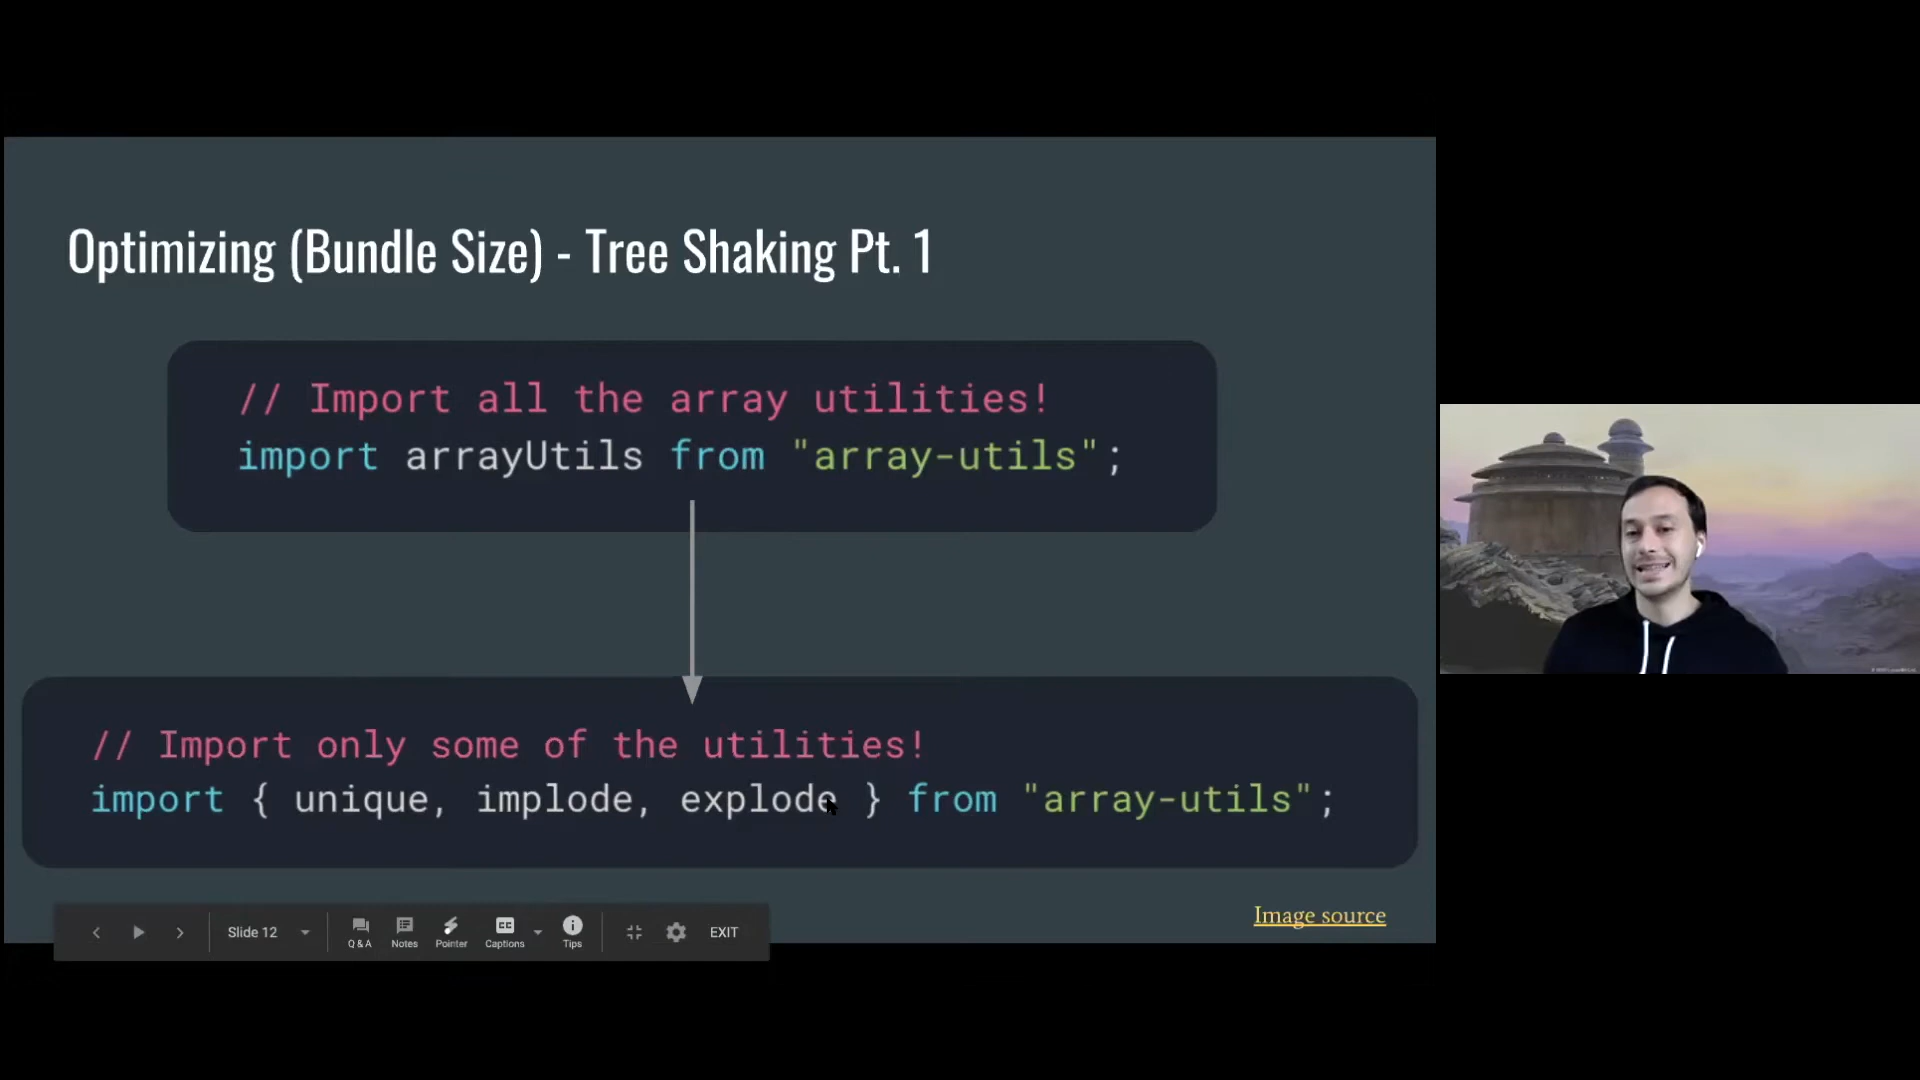 Optimizing (Bundle Size) - Tree Shaking Pt. 1
// Import all the array utilities!
import arrayUtils from "array-utils";
// Import only some of the utilities!
import { unique, implode, explode } from "array-utils";
Image source
Slide 12
Q & A
Notes
Pointer
Captions
Tips
EXIT